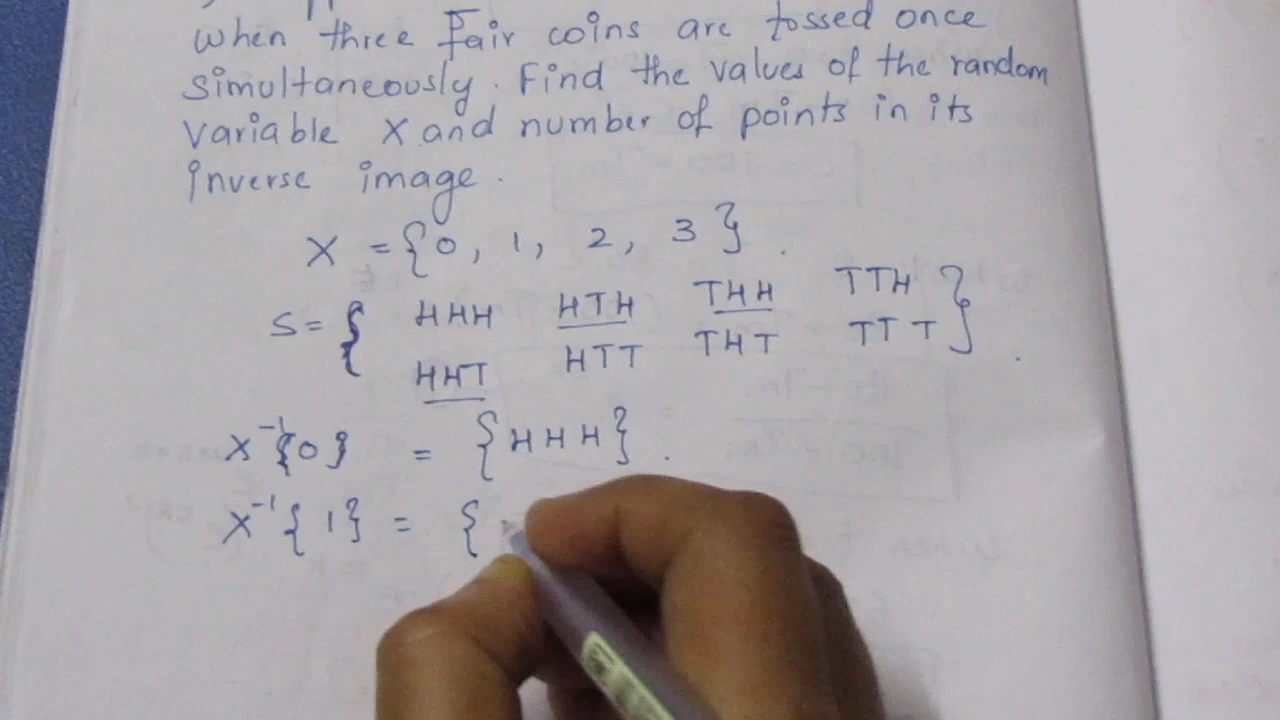 when three fair coins are tossed once
simultaneously. Find the values of the random
variable X and number of points in its
inverse image.
X = {0, 1, 2, 3}.
S = { HHH HTH THH TTH }
HHT HTT THT TTT .
X⁻¹{0} = {HHH}.
X⁻¹{1} = {